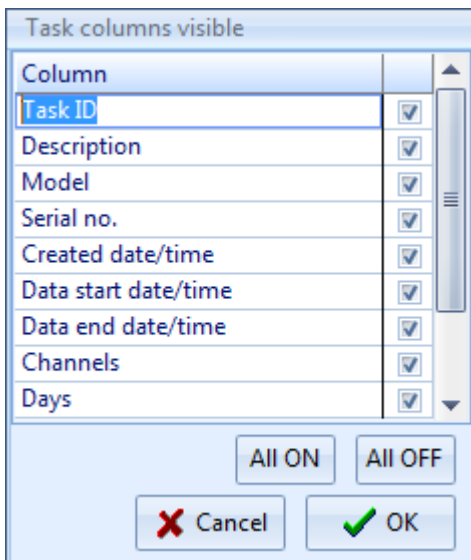 Task columns visible
Column
Task ID
Description
Model
Serial no.
Created date/time
Data start date/time
Data end date/time
Channels
Days
All ON All OFF
Cancel OK